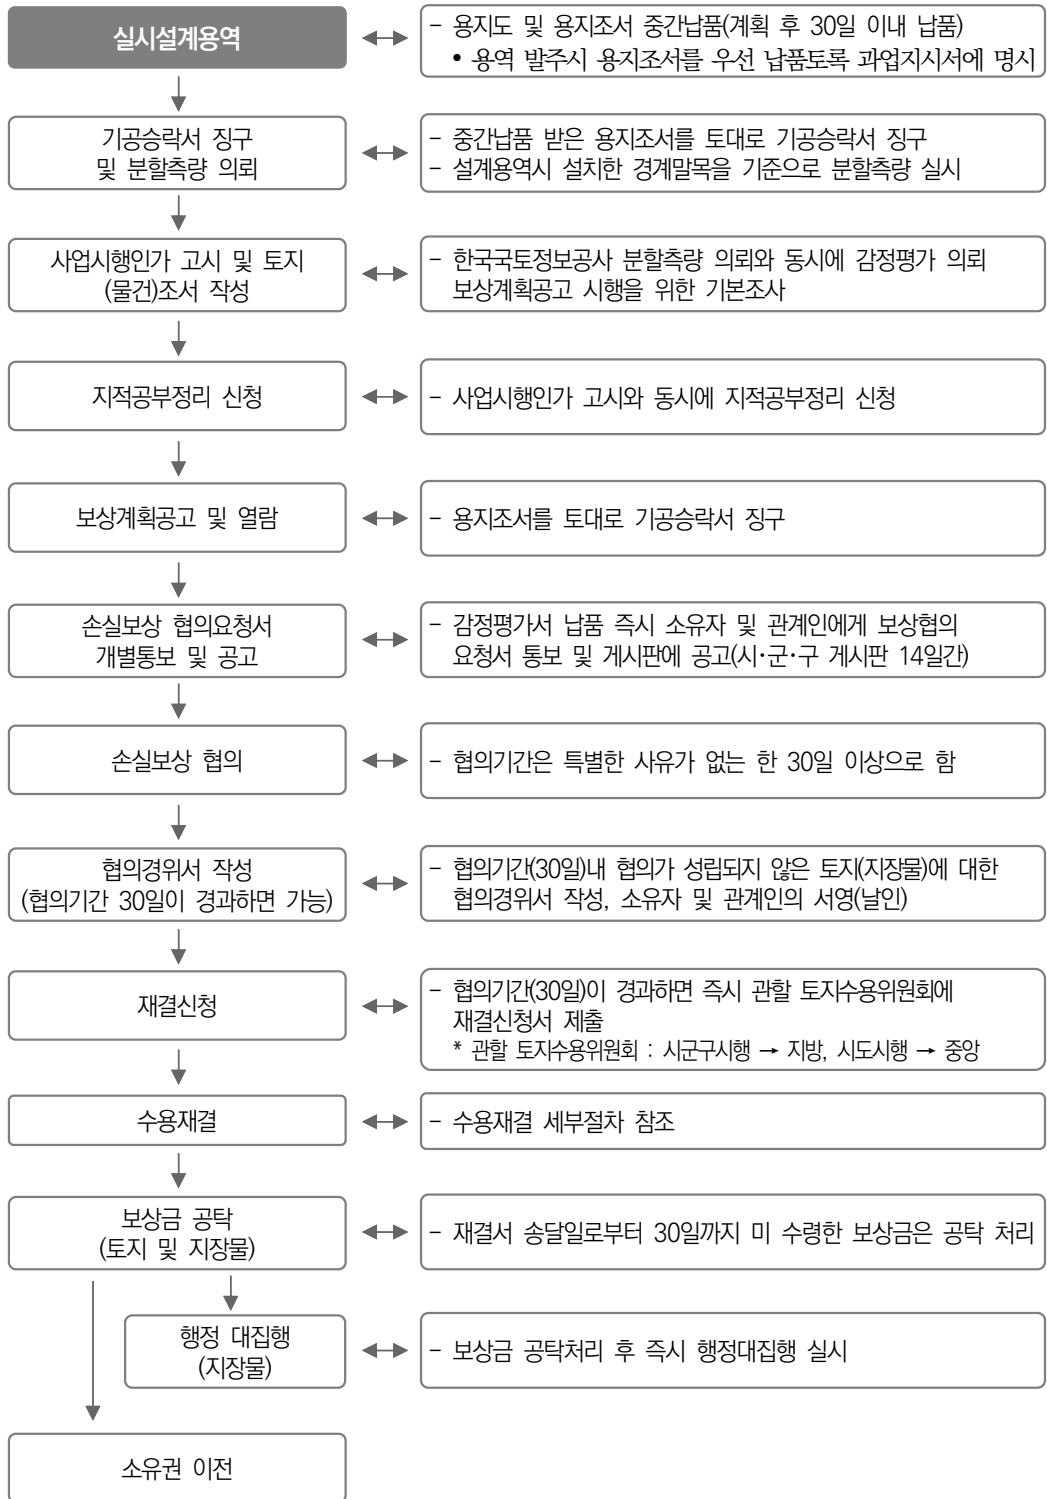 실시설계용역
- 용지도 및 용지조서 중간납품(계획 후 30일 이내 납품)
• 용역 발주시 용지조서를 우선 납품토록 과업지시서에 명시
기공승락서 징구
및 분할측량 의뢰
- 중간납품 받은 용지조서를 토대로 기공승락서 징구
- 설계용역시 설치한 경계말목을 기준으로 분할측량 실시
사업시행인가 고시 및 토지
(물건)조서 작성
- 한국국토정보공사 분할측량 의뢰와 동시에 감정평가 의뢰
보상계획공고 시행을 위한 기본조사
지적공부정리 신청
- 사업시행인가 고시와 동시에 지적공부정리 신청
보상계획공고 및 열람
- 용지조서를 토대로 기공승락서 징구
손실보상 협의요청서
개별통보 및 공고
- 감정평가서 납품 즉시 소유자 및 관계인에게 보상협의
요청서 통보 및 게시판에 공고(시·군·구 게시판 14일간)
손실보상 협의
- 협의기간은 특별한 사유가 없는 한 30일 이상으로 함
협의경위서 작성
(협의기간 30일이 경과하면 가능)
- 협의기간(30일)내 협의가 성립되지 않은 토지(지장물)에 대한
협의경위서 작성, 소유자 및 관계인의 서영(날인)
재결신청
- 협의기간(30일)이 경과하면 즉시 관할 토지수용위원회에
재결신청서 제출
* 관할 토지수용위원회 : 시군구시행 → 지방, 시도시행 → 중앙
수용재결
- 수용재결 세부절차 참조
보상금 공탁
(토지 및 지장물)
- 재결서 송달일로부터 30일까지 미 수령한 보상금은 공탁 처리
행정 대집행
(지장물)
- 보상금 공탁처리 후 즉시 행정대집행 실시
소유권 이전